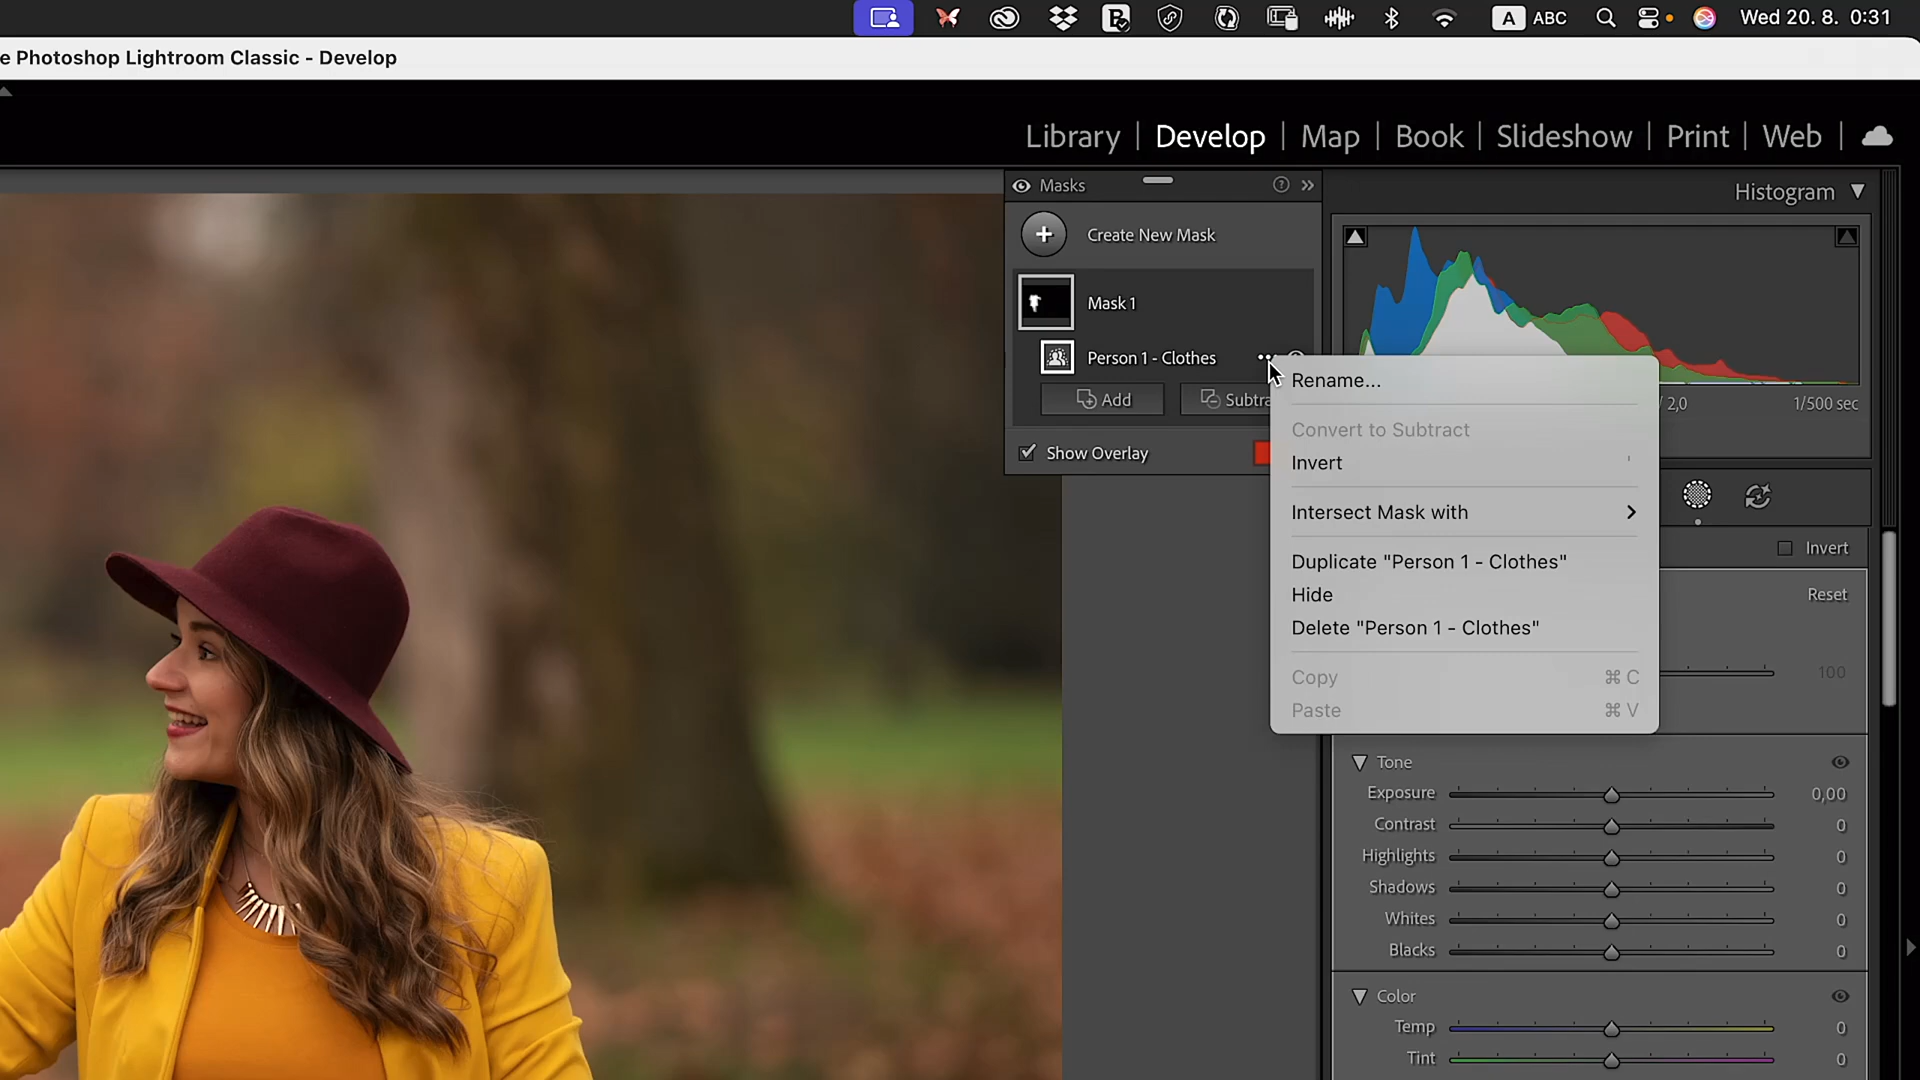 ABC Wed 20. 8. 0:31
e Photoshop Lightroom Classic - Develop
Library | Develop | Map | Book | Slideshow | Print | Web |
Masks
Histogram
Create New Mask
Mask 1
Person 1 - Clothes
Add
Subtra
/ 2,0 1/500 sec
Show Overlay
Rename...
Convert to Subtract
Invert '
Intersect Mask with
Duplicate "Person 1 - Clothes"
Hide
Delete "Person 1 - Clothes"
Copy ⌘ C
Paste ⌘ V
Invert
Reset
100
Tone
Exposure 0,00
Contrast 0
Highlights 0
Shadows 0
Whites 0
Blacks 0
Color
Temp 0
Tint 0